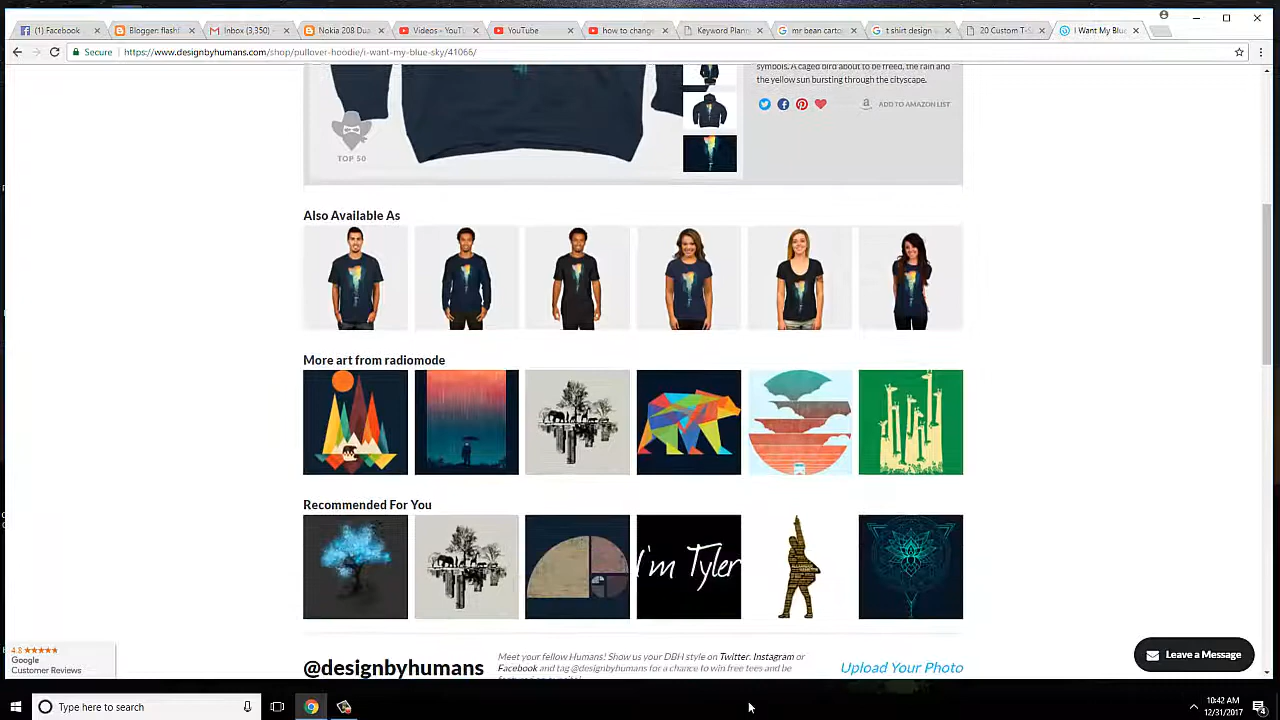 (1) Facebook
Blogger: flashf
Inbox (3,350)
Nokia 208 Dua
Videos - YouT
YouTube
how to change
Keyword Plann
mr bean carto
t shirt design v
20 Custom T-S
I Want My Blue
Secure
https://www.designbyhumans.com/shop/pullover-hoodie/i-want-my-blue-sky/41066/
symbols. A caged bird about to be freed, the rain and
the yellow sun bursting through the cityscape.
ADD TO AMAZON LIST
TOP 50
Also Available As
More art from radiomode
Recommended For You
I'm Tyler
@designbyhumans
Meet your fellow Humans! Show us your DBH style on Twitter, Instagram or
Facebook and tag @designbyhumans for a chance to win free tees and be
Upload Your Photo
4.8
Google
Customer Reviews
Leave a Message
Type here to search
10:42 AM
12/31/2017
4